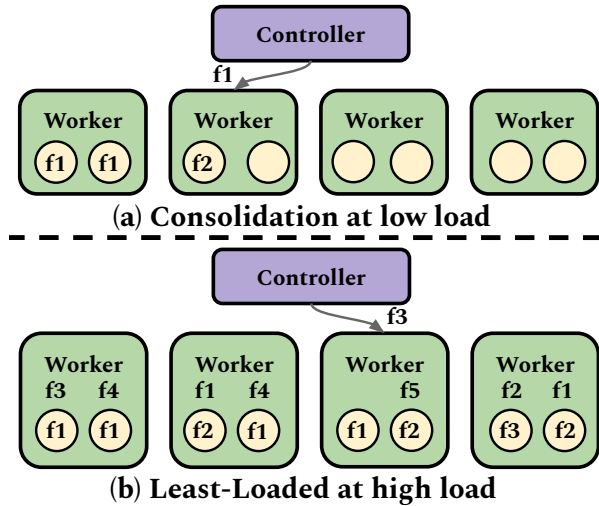 Controller
f1
Worker Worker Worker Worker
f1 f1 f2
(a) Consolidation at low load
Controller
f3
Worker Worker Worker Worker
f3 f4 f1 f4 f5 f2 f1
f1 f1 f2 f1 f1 f2 f3 f2
(b) Least-Loaded at high load